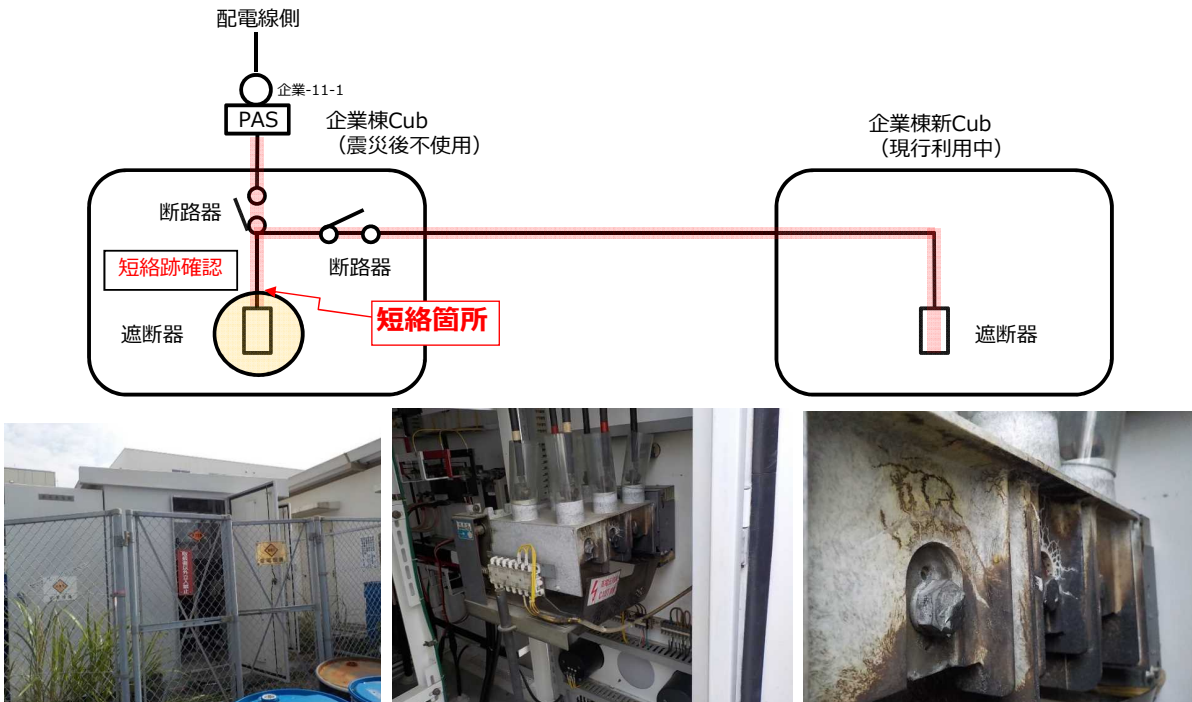 配電線側
企業-11-1
PAS
企業棟Cub
（震災後不使用）
企業棟新Cub
（現行利用中）
断路器
断路器
短絡跡確認
短絡箇所
遮断器
遮断器